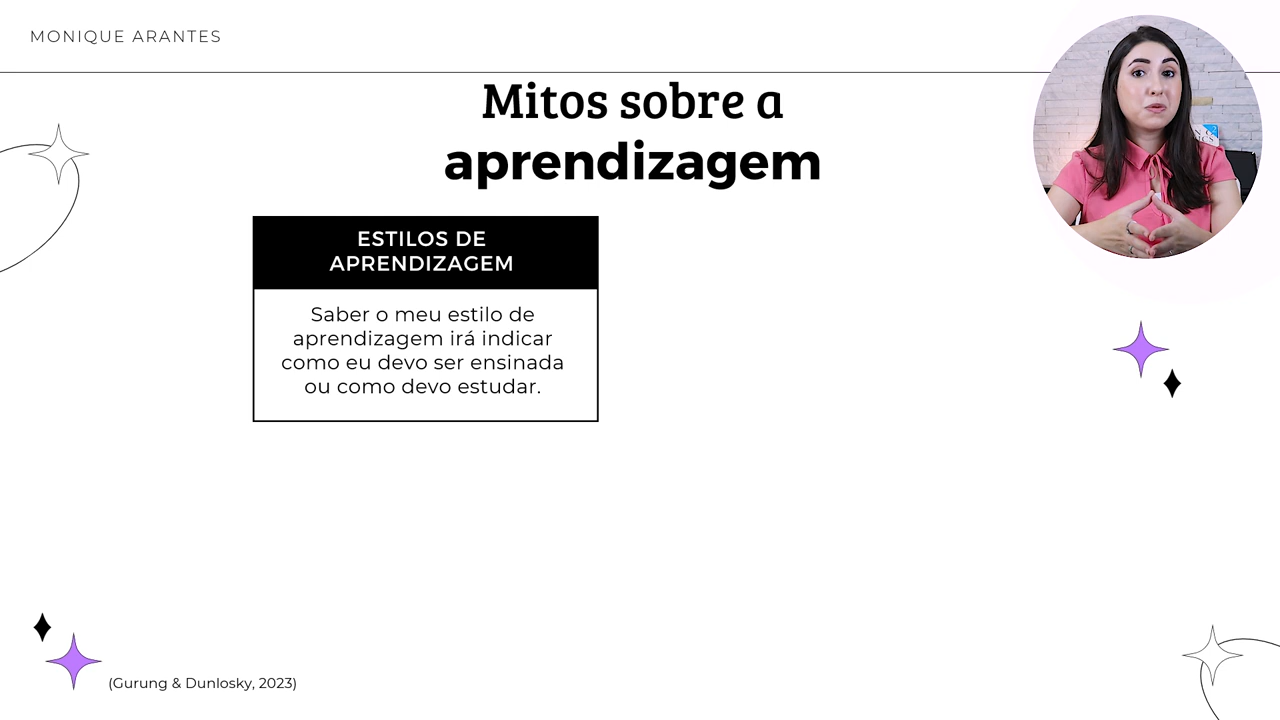 MONIQUE ARANTES
Mitos sobre a
aprendizagem
ESTILOS DE
APRENDIZAGEM
Saber o meu estilo de
aprendizagem irá indicar
como eu devo ser ensinada
ou como devo estudar.
(Gurung & Dunlosky, 2023)